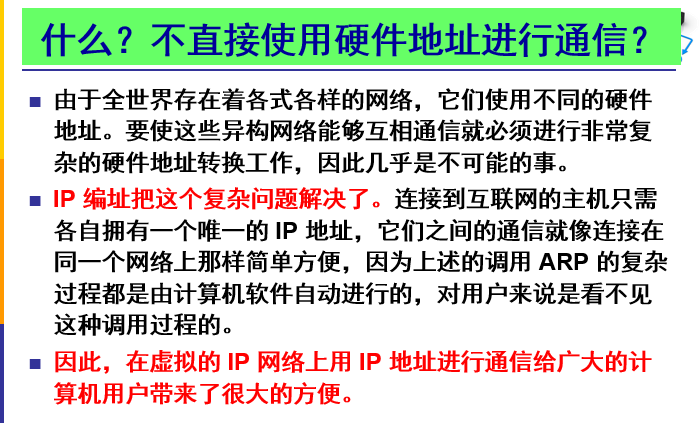 什么？不直接使用硬件地址进行通信？
由于全世界存在着各式各样的网络，它们使用不同的硬件
地址。要使这些异构网络能够互相通信就必须进行非常复
杂的硬件地址转换工作，因此几乎是不可能的事。
IP 编址把这个复杂问题解决了。连接到互联网的主机只需
各自拥有一个唯一的 IP 地址，它们之间的通信就像连接在
同一个网络上那样简单方便，因为上述的调用 ARP 的复杂
过程都是由计算机软件自动进行的，对用户来说是看不见
这种调用过程的。
因此，在虚拟的 IP 网络上用 IP 地址进行通信给广大的计
算机用户带来了很大的方便。